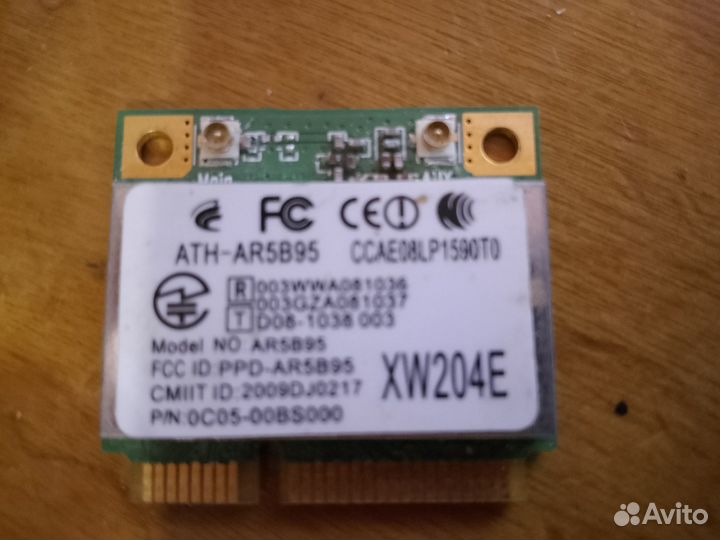 Main
AUX
FC CE
ATH-AR5B95 CCAE08LP1590T0
R 003WWA081036
003GZA081037
T D08-1038 003
Model NO. AR5B95
FCC ID:PPD-AR5B95
CMIIT ID:2009DJ0217
P/N:0C05-00BS000
XW204E
Avito